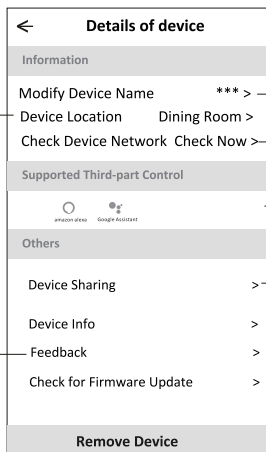 ← Details of device
Information
Modify Device Name *** >
Device Location Dining Room >
Check Device Network Check Now >
Supported Third-part Control
amazon alexa Google Assistant
Others
Device Sharing >
Device Info >
Feedback >
Check for Firmware Update >
Remove Device